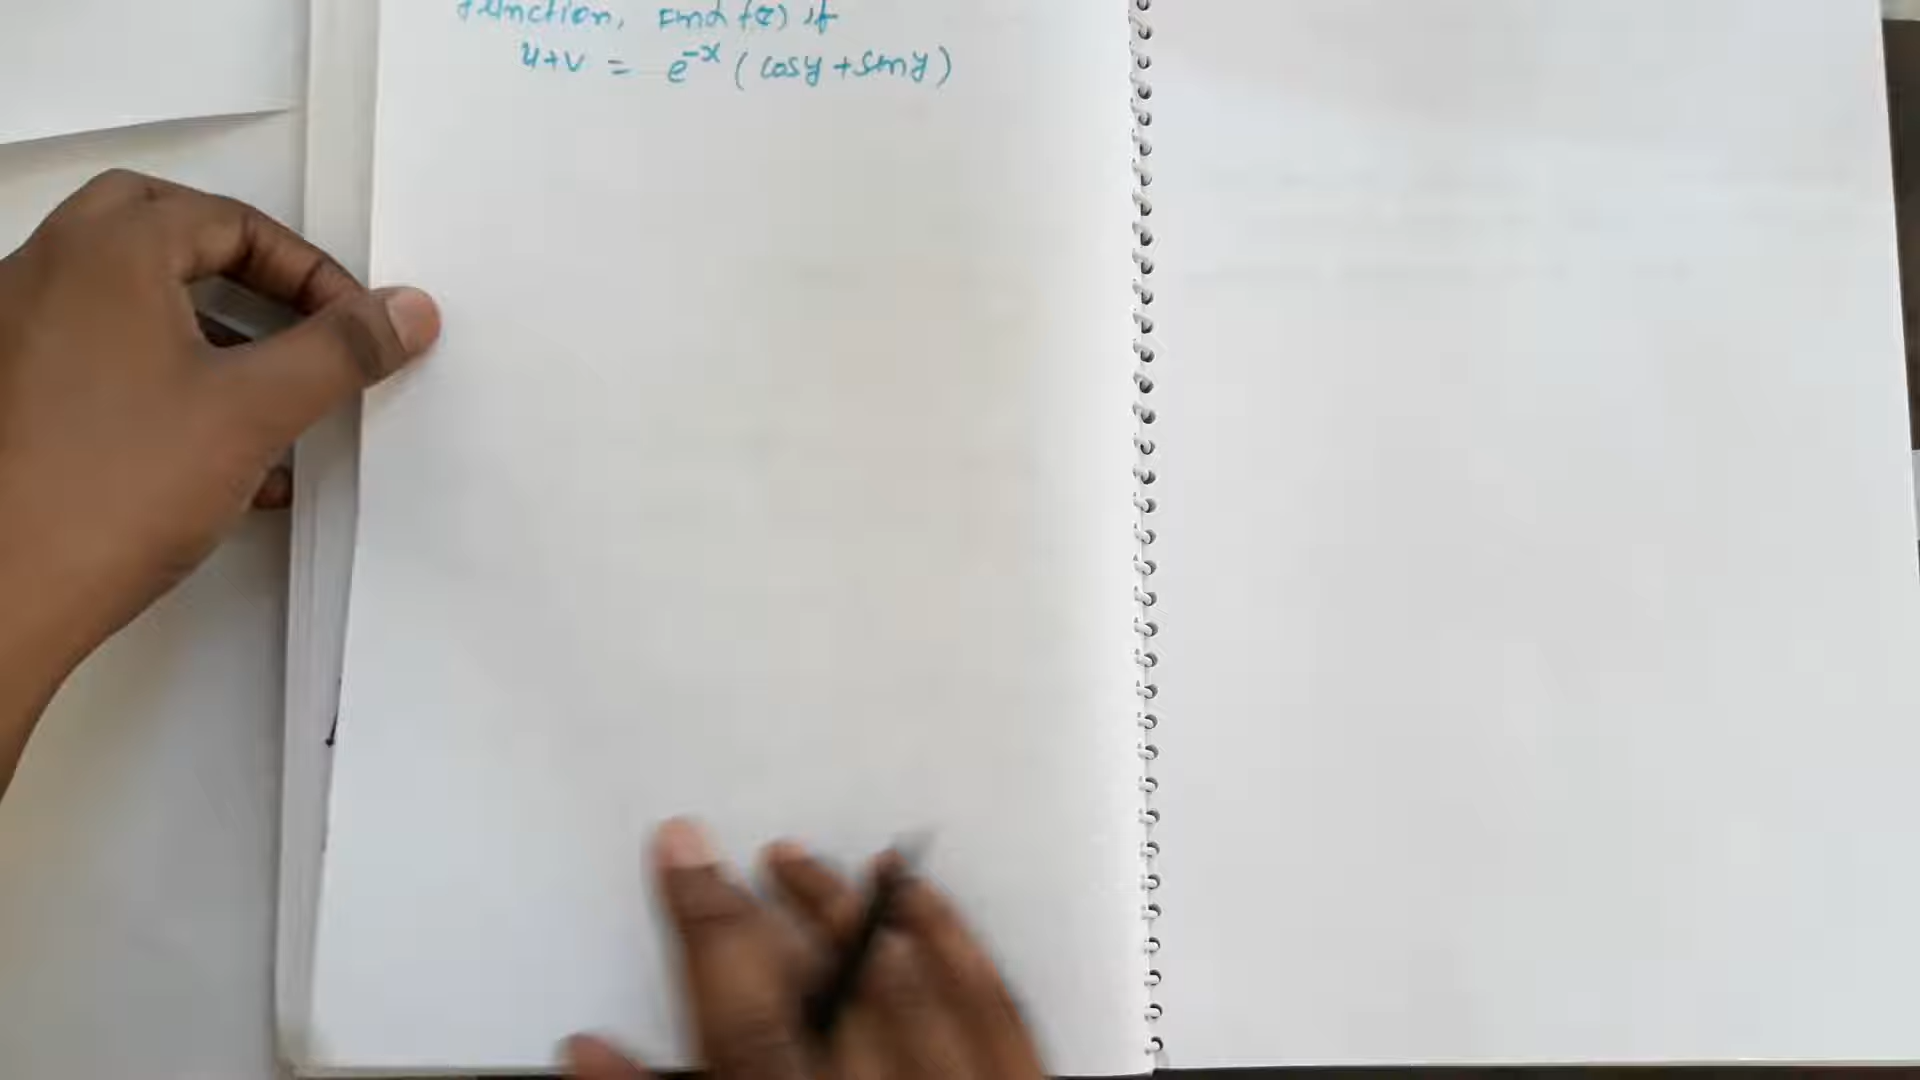 function, Find f(z) if
u+v = e^-x (cosy + siny)